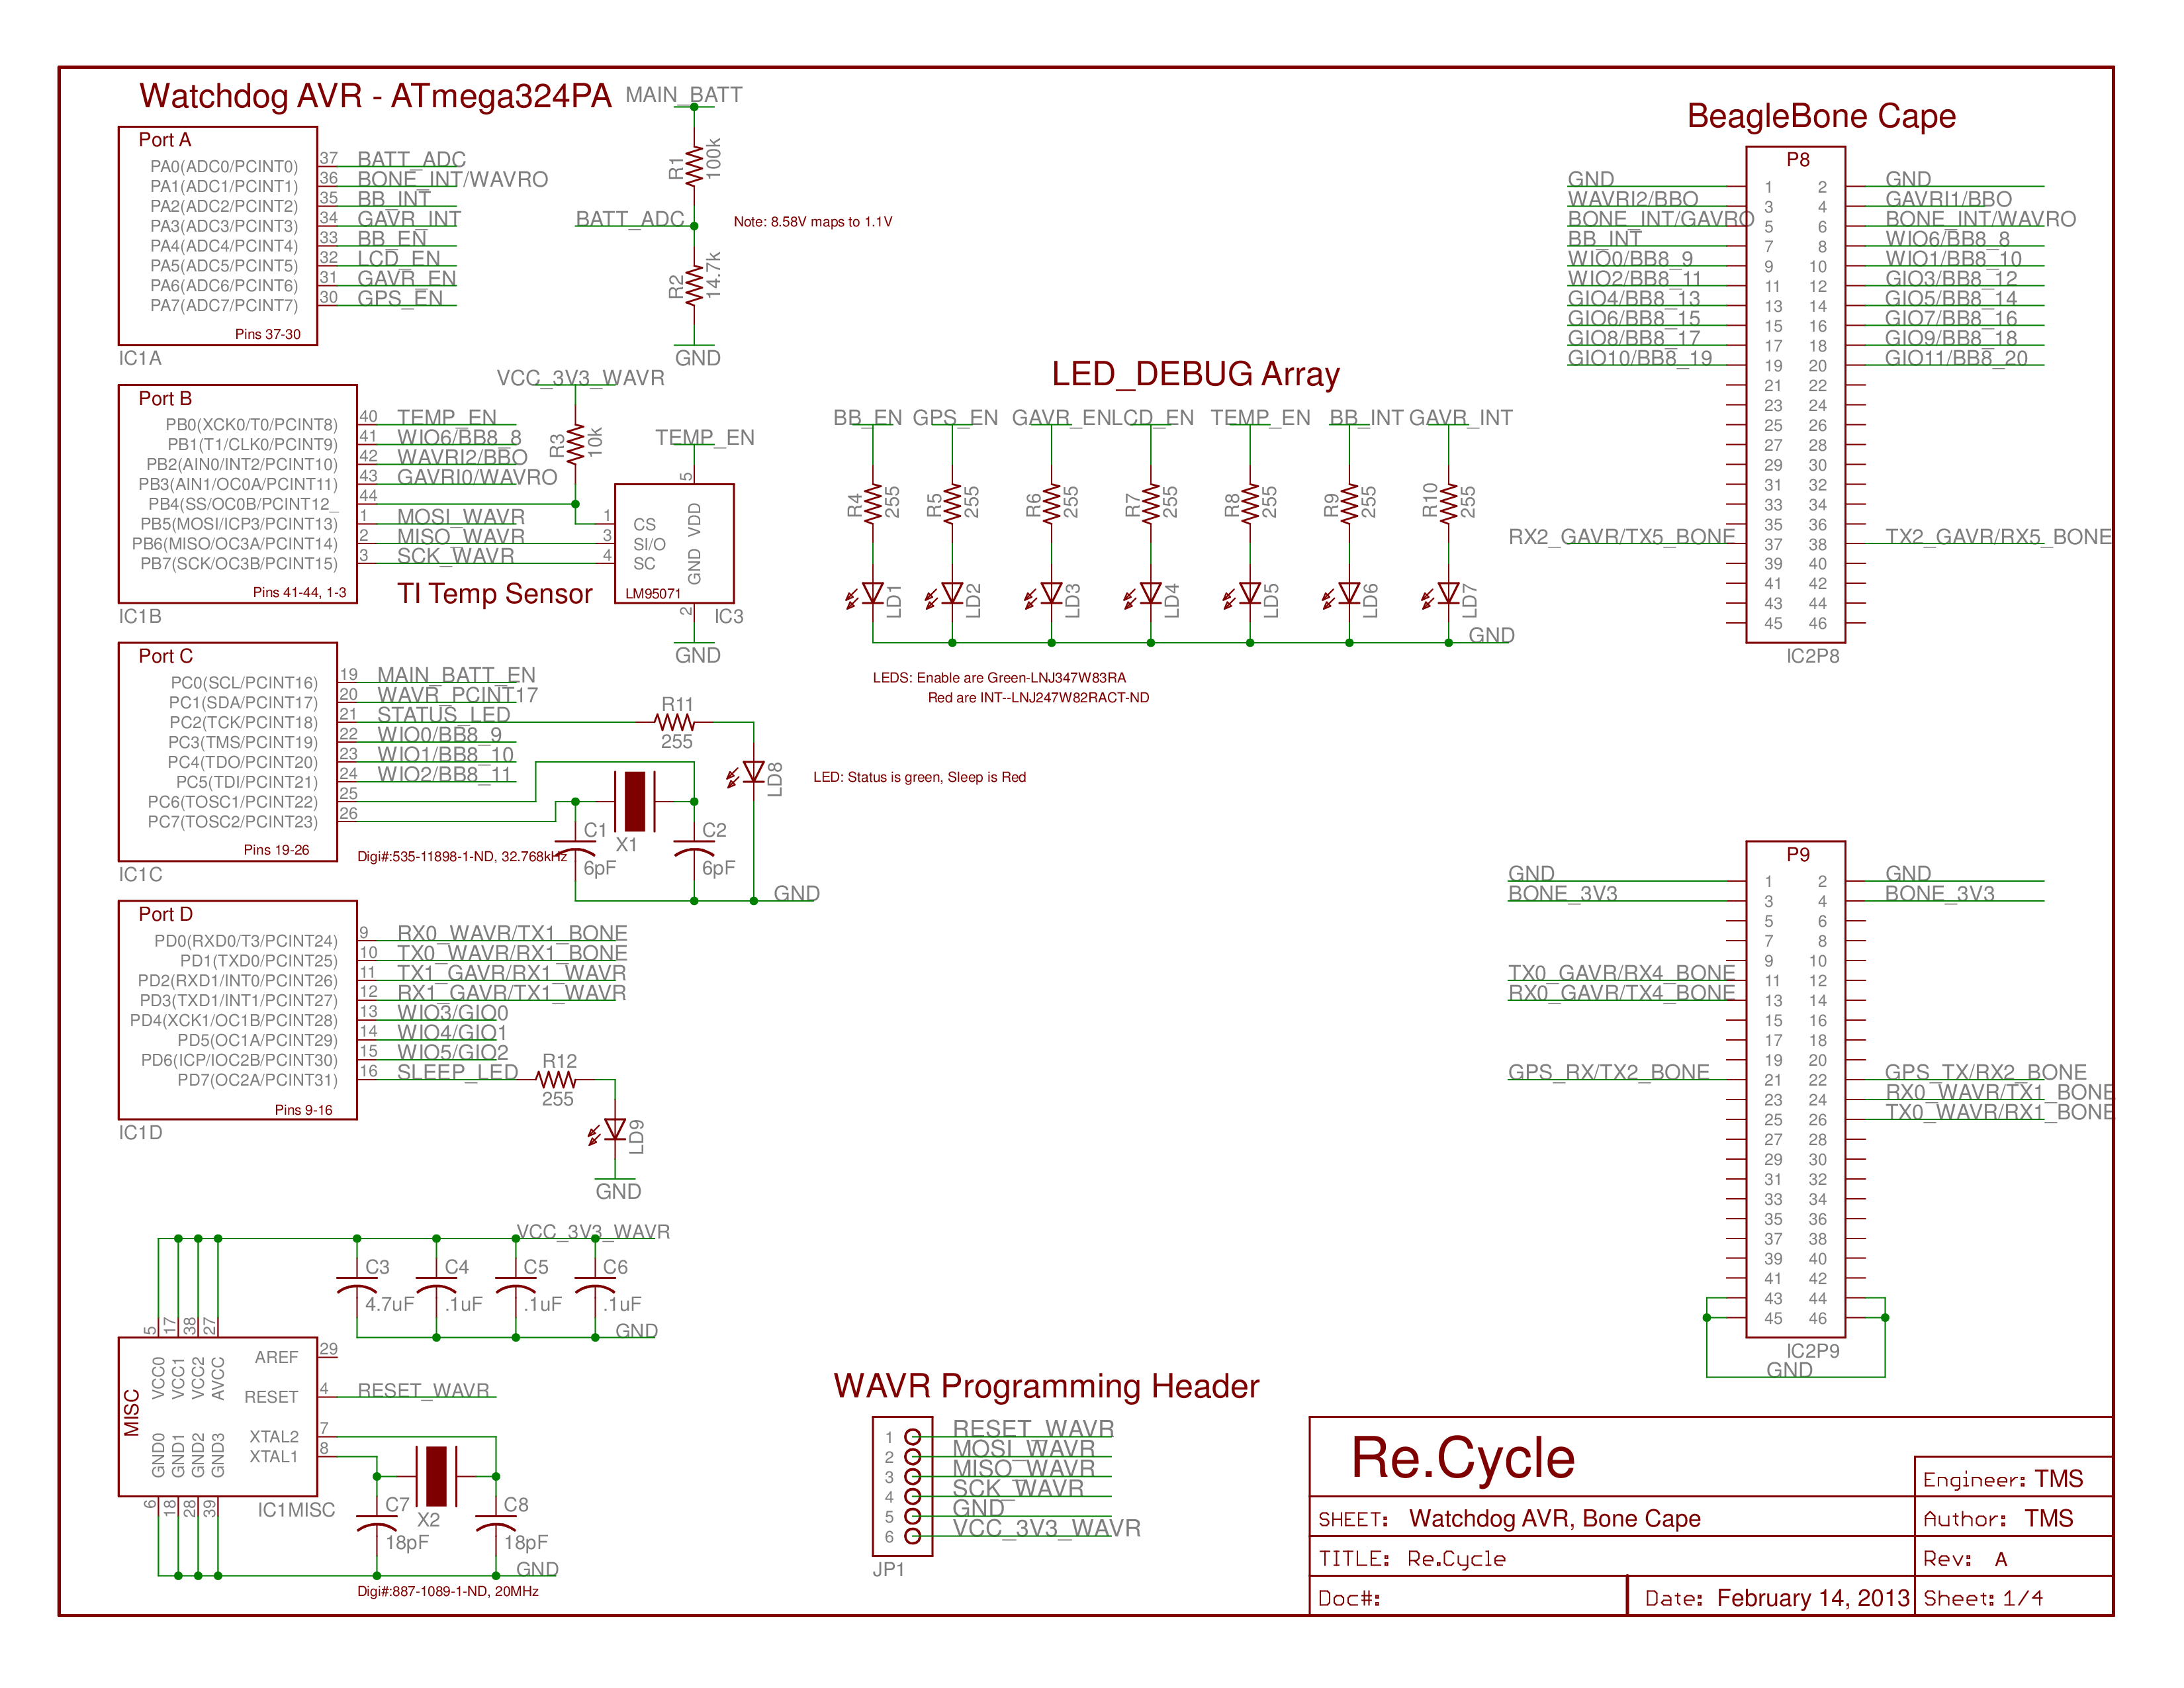 Watchdog AVR - ATmega324PA
Port A
PA0(ADC0/PCINT0) 37 BATT_ADC
PA1(ADC1/PCINT1) 36 BONE_INT/WAVRO
PA2(ADC2/PCINT2) 35 BB_INT
PA3(ADC3/PCINT3) 34 GAVR_INT
PA4(ADC4/PCINT4) 33 BB_EN
PA5(ADC5/PCINT5) 32 LCD_EN
PA6(ADC6/PCINT6) 31 GAVR_EN
PA7(ADC7/PCINT7) 30 GPS_EN
Pins 37-30
IC1A
MAIN_BATT
R1
100k
BATT_ADC
Note: 8.58V maps to 1.1V
R2
14.7k
GND
Port B
PB0(XCK0/T0/PCINT8) 40 TEMP_EN
PB1(T1/CLK0/PCINT9) 41 WIO6/BB8_8
PB2(AIN0/INT2/PCINT10) 42 WAVRI2/BBO
PB3(AIN1/OC0A/PCINT11) 43 GAVRI0/WAVRO
PB4(SS/OC0B/PCINT12_ 44
PB5(MOSI/ICP3/PCINT13) 1 MOSI_WAVR
PB6(MISO/OC3A/PCINT14) 2 MISO_WAVR
PB7(SCK/OC3B/PCINT15) 3 SCK_WAVR
Pins 41-44, 1-3
IC1B
VCC_3V3_WAVR
R3
10k
TEMP_EN
5
1 CS
3 SI/O
4 SC
VDD
GND
LM95071
2
IC3
GND
TI Temp Sensor
Port C
PC0(SCL/PCINT16) 19 MAIN_BATT_EN
PC1(SDA/PCINT17) 20 WAVR_PCINT17
PC2(TCK/PCINT18) 21 STATUS_LED
PC3(TMS/PCINT19) 22 WIO0/BB8_9
PC4(TDO/PCINT20) 23 WIO1/BB8_10
PC5(TDI/PCINT21) 24 WIO2/BB8_11
PC6(TOSC1/PCINT22) 25
PC7(TOSC2/PCINT23) 26
Pins 19-26
IC1C
R11
255
LD8
LED: Status is green, Sleep is Red
C1
6pF
X1
C2
6pF
Digi#:535-11898-1-ND, 32.768kHz
GND
Port D
PD0(RXD0/T3/PCINT24) 9 RX0_WAVR/TX1_BONE
PD1(TXD0/PCINT25) 10 TX0_WAVR/RX1_BONE
PD2(RXD1/INT0/PCINT26) 11 TX1_GAVR/RX1_WAVR
PD3(TXD1/INT1/PCINT27) 12 RX1_GAVR/TX1_WAVR
PD4(XCK1/OC1B/PCINT28) 13 WIO3/GIO0
PD5(OC1A/PCINT29) 14 WIO4/GIO1
PD6(ICP/IOC2B/PCINT30) 15 WIO5/GIO2
PD7(OC2A/PCINT31) 16 SLEEP_LED
Pins 9-16
IC1D
R12
255
LD9
GND
VCC_3V3_WAVR
C3
4.7uF
C4
.1uF
C5
.1uF
C6
.1uF
GND
5 17 38 27
VCC0 VCC1 VCC2 AVCC
MISC
AREF 29
RESET 4 RESET_WAVR
XTAL2 7
XTAL1 8
GND0 GND1 GND2 GND3
6 18 28 39
IC1MISC
C7
18pF
X2
C8
18pF
GND
Digi#:887-1089-1-ND, 20MHz
LED_DEBUG Array
BB_EN GPS_EN GAVR_EN LCD_EN TEMP_EN BB_INT GAVR_INT
R4 255 R5 255 R6 255 R7 255 R8 255 R9 255 R10 255
LD1 LD2 LD3 LD4 LD5 LD6 LD7
GND
LEDS: Enable are Green-LNJ347W83RA
Red are INT--LNJ247W82RACT-ND
WAVR Programming Header
1 RESET_WAVR
2 MOSI_WAVR
3 MISO_WAVR
4 SCK_WAVR
5 GND
6 VCC_3V3_WAVR
JP1
BeagleBone Cape
P8
GND 1 2 GND
WAVRI2/BBO 3 4 GAVRI1/BBO
BONE_INT/GAVRO 5 6 BONE_INT/WAVRO
BB_INT 7 8 WIO6/BB8_8
WIO0/BB8_9 9 10 WIO1/BB8_10
WIO2/BB8_11 11 12 GIO3/BB8_12
GIO4/BB8_13 13 14 GIO5/BB8_14
GIO6/BB8_15 15 16 GIO7/BB8_16
GIO8/BB8_17 17 18 GIO9/BB8_18
GIO10/BB8_19 19 20 GIO11/BB8_20
21 22
23 24
25 26
27 28
29 30
31 32
33 34
35 36
RX2_GAVR/TX5_BONE 37 38 TX2_GAVR/RX5_BONE
39 40
41 42
43 44
45 46
IC2P8
P9
GND 1 2 GND
BONE_3V3 3 4 BONE_3V3
5 6
7 8
9 10
TX0_GAVR/RX4_BONE 11 12
RX0_GAVR/TX4_BONE 13 14
15 16
17 18
19 20
GPS_RX/TX2_BONE 21 22 GPS_TX/RX2_BONE
23 24 RX0_WAVR/TX1_BONE
25 26 TX0_WAVR/RX1_BONE
27 28
29 30
31 32
33 34
35 36
37 38
39 40
41 42
43 44
45 46
IC2P9
GND
Re.Cycle
Engineer: TMS
SHEET: Watchdog AVR, Bone Cape
Author: TMS
TITLE: Re.Cycle
Rev: A
Doc#:
Date: February 14, 2013
Sheet: 1/4